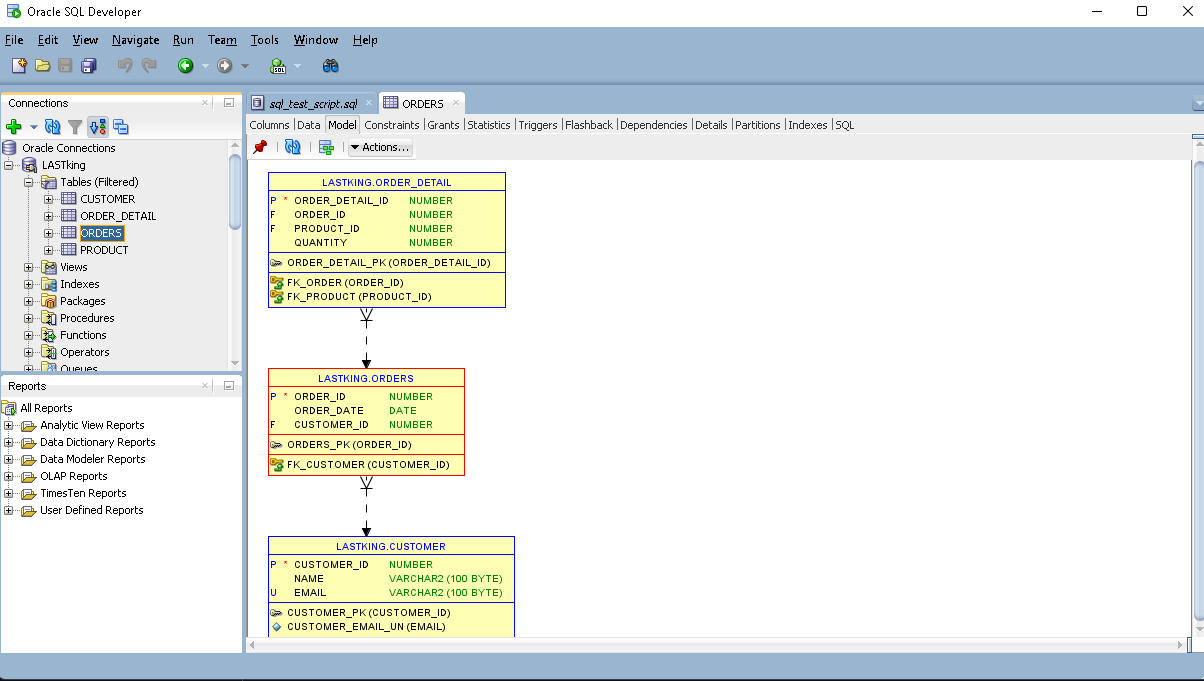 Oracle SQL Developer
File Edit View Navigate Run Team Tools Window Help
Connections
Oracle Connections
LASTking
Tables (Filtered)
CUSTOMER
ORDER_DETAIL
ORDERS
PRODUCT
Views
Indexes
Packages
Procedures
Functions
Operators
Queues
Reports
All Reports
Analytic View Reports
Data Dictionary Reports
Data Modeler Reports
OLAP Reports
TimesTen Reports
User Defined Reports
sql_test_script.sql ORDERS
Columns Data Model Constraints Grants Statistics Triggers Flashback Dependencies Details Partitions Indexes SQL
Actions...
LASTKING.ORDER_DETAIL
P * ORDER_DETAIL_ID NUMBER
F ORDER_ID NUMBER
F PRODUCT_ID NUMBER
QUANTITY NUMBER
ORDER_DETAIL_PK (ORDER_DETAIL_ID)
FK_ORDER (ORDER_ID)
FK_PRODUCT (PRODUCT_ID)
LASTKING.ORDERS
P * ORDER_ID NUMBER
ORDER_DATE DATE
F CUSTOMER_ID NUMBER
ORDERS_PK (ORDER_ID)
FK_CUSTOMER (CUSTOMER_ID)
LASTKING.CUSTOMER
P * CUSTOMER_ID NUMBER
NAME VARCHAR2 (100 BYTE)
U EMAIL VARCHAR2 (100 BYTE)
CUSTOMER_PK (CUSTOMER_ID)
CUSTOMER_EMAIL_UN (EMAIL)